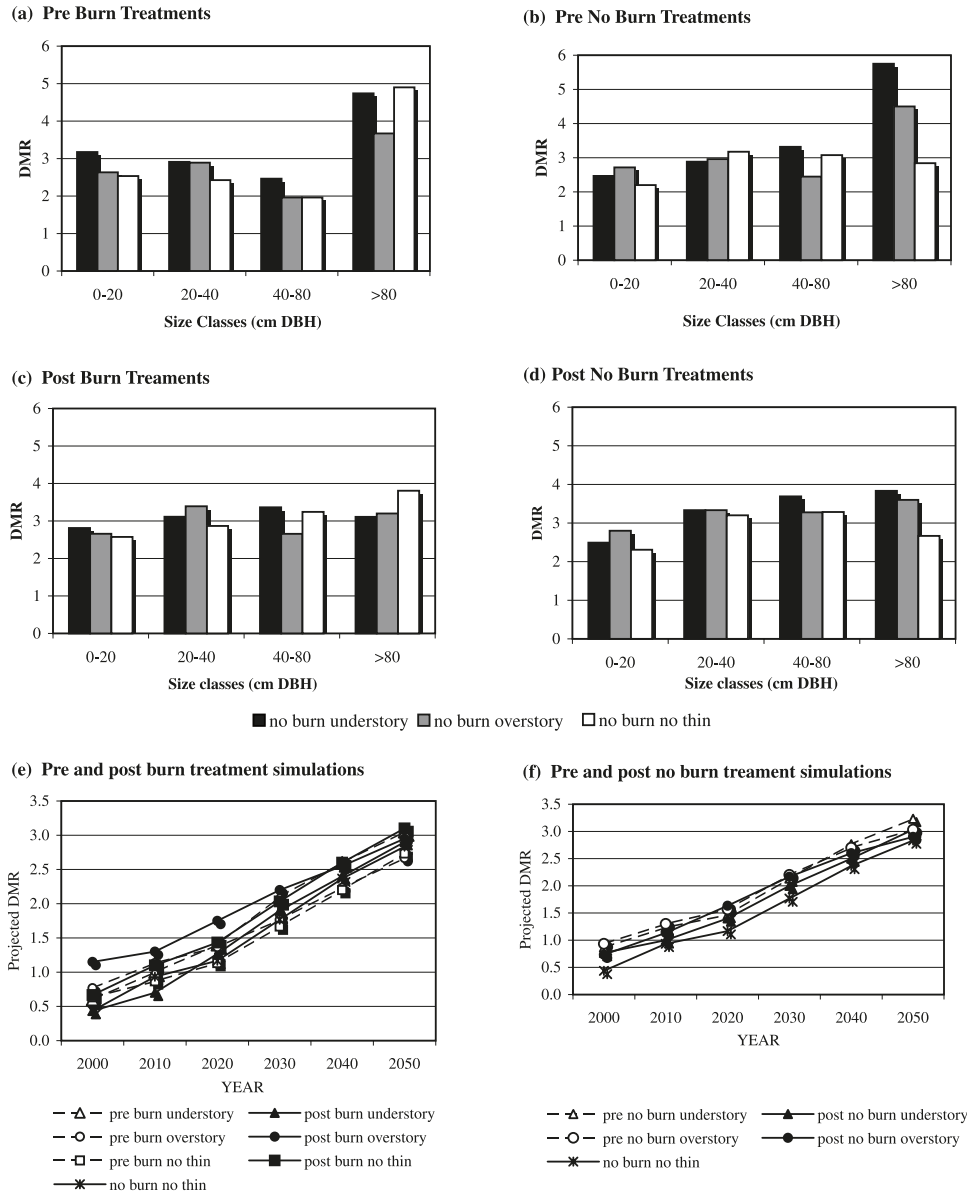 (a) Pre Burn Treatments
6
5
4
3
2
1
0
DMR
0-20 20-40 40-80 >80
Size Classes (cm DBH)
(b) Pre No Burn Treatments
6
5
4
3
2
1
0
DMR
0-20 20-40 40-80 >80
Size Classes (cm DBH)
(c) Post Burn Treaments
6
5
4
3
2
1
0
DMR
0-20 20-40 40-80 >80
Size classes (cm DBH)
(d) Post No Burn Treatments
6
5
4
3
2
1
0
DMR
0-20 20-40 40-80 >80
Size classes (cm DBH)
no burn understory no burn overstory no burn no thin
(e) Pre and post burn treatment simulations
3.5
3.0
2.5
2.0
1.5
1.0
0.5
0.0
Projected DMR
2000 2010 2020 2030 2040 2050
YEAR
pre burn understory post burn understory
pre burn overstory post burn overstory
pre burn no thin post burn no thin
no burn no thin
(f) Pre and post no burn treament simulations
3.5
3.0
2.5
2.0
1.5
1.0
0.5
0.0
Projected DMR
2000 2010 2020 2030 2040 2050
YEAR
pre no burn understory post no burn understory
pre no burn overstory post no burn overstory
no burn no thin